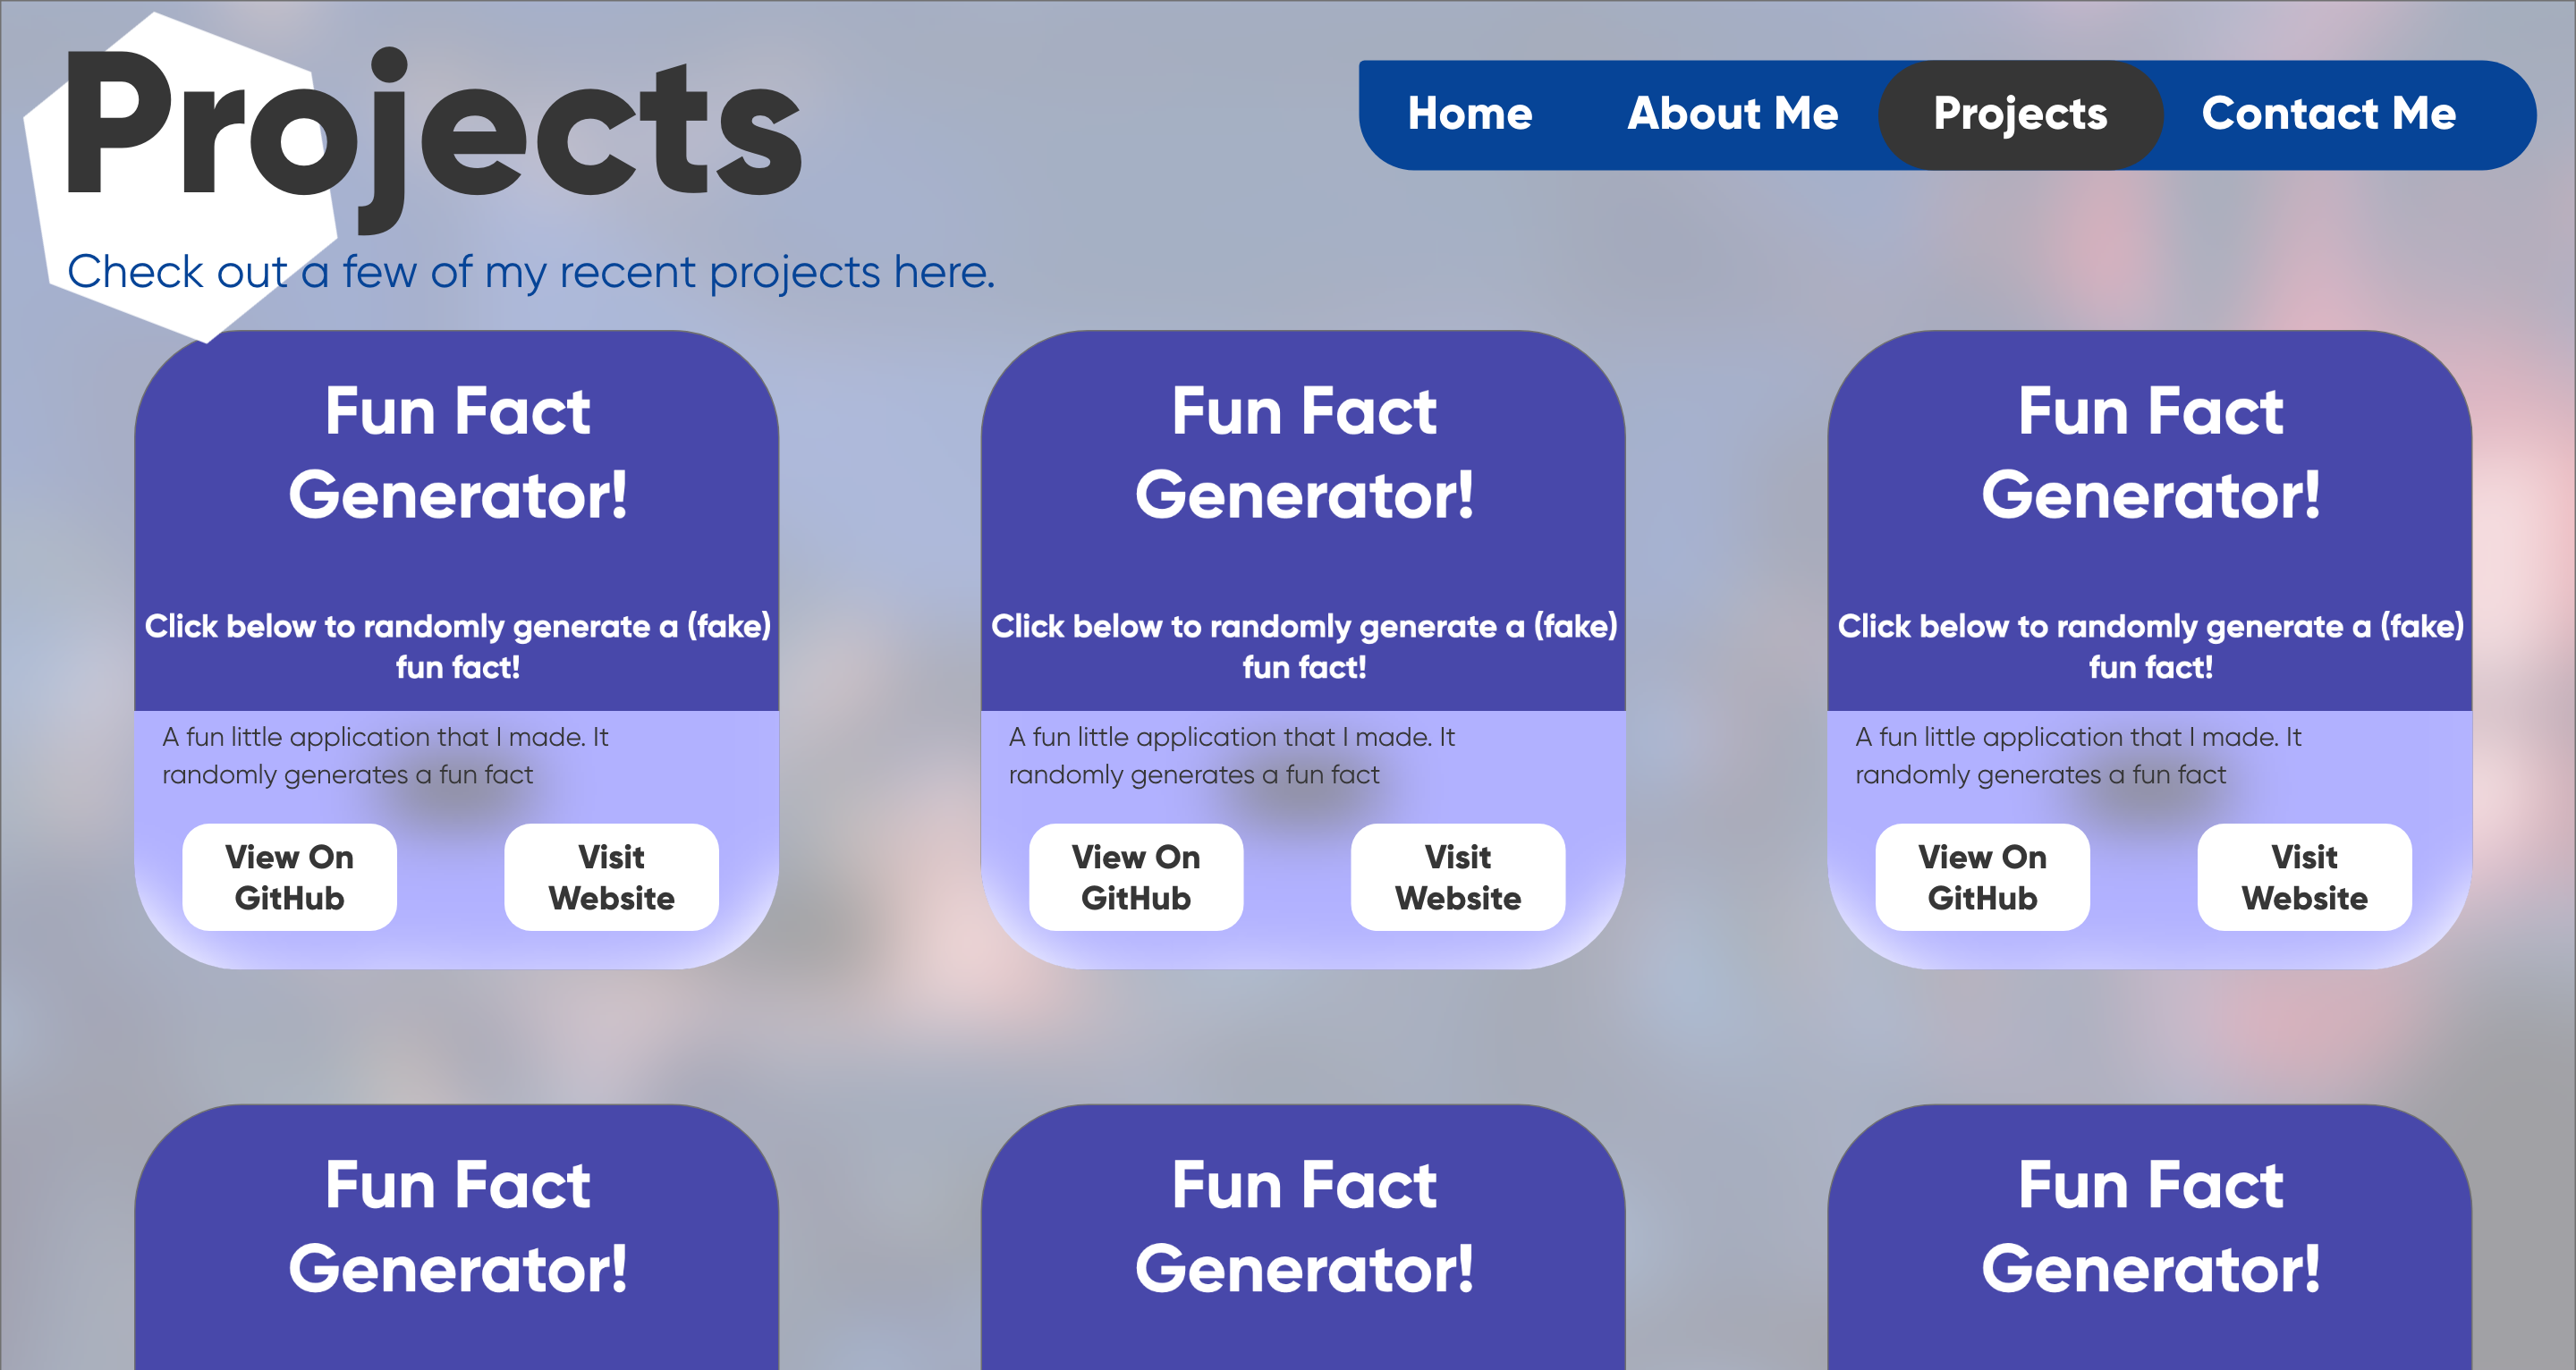 Projects
Home About Me Projects Contact Me
Check out a few of my recent projects here.
Fun Fact
Generator!
Click below to randomly generate a (fake)
fun fact!
A fun little application that I made. It
randomly generates a fun fact
View On
GitHub
Visit
Website
Fun Fact
Generator!
Click below to randomly generate a (fake)
fun fact!
A fun little application that I made. It
randomly generates a fun fact
View On
GitHub
Visit
Website
Fun Fact
Generator!
Click below to randomly generate a (fake)
fun fact!
A fun little application that I made. It
randomly generates a fun fact
View On
GitHub
Visit
Website
Fun Fact
Generator!
Fun Fact
Generator!
Fun Fact
Generator!